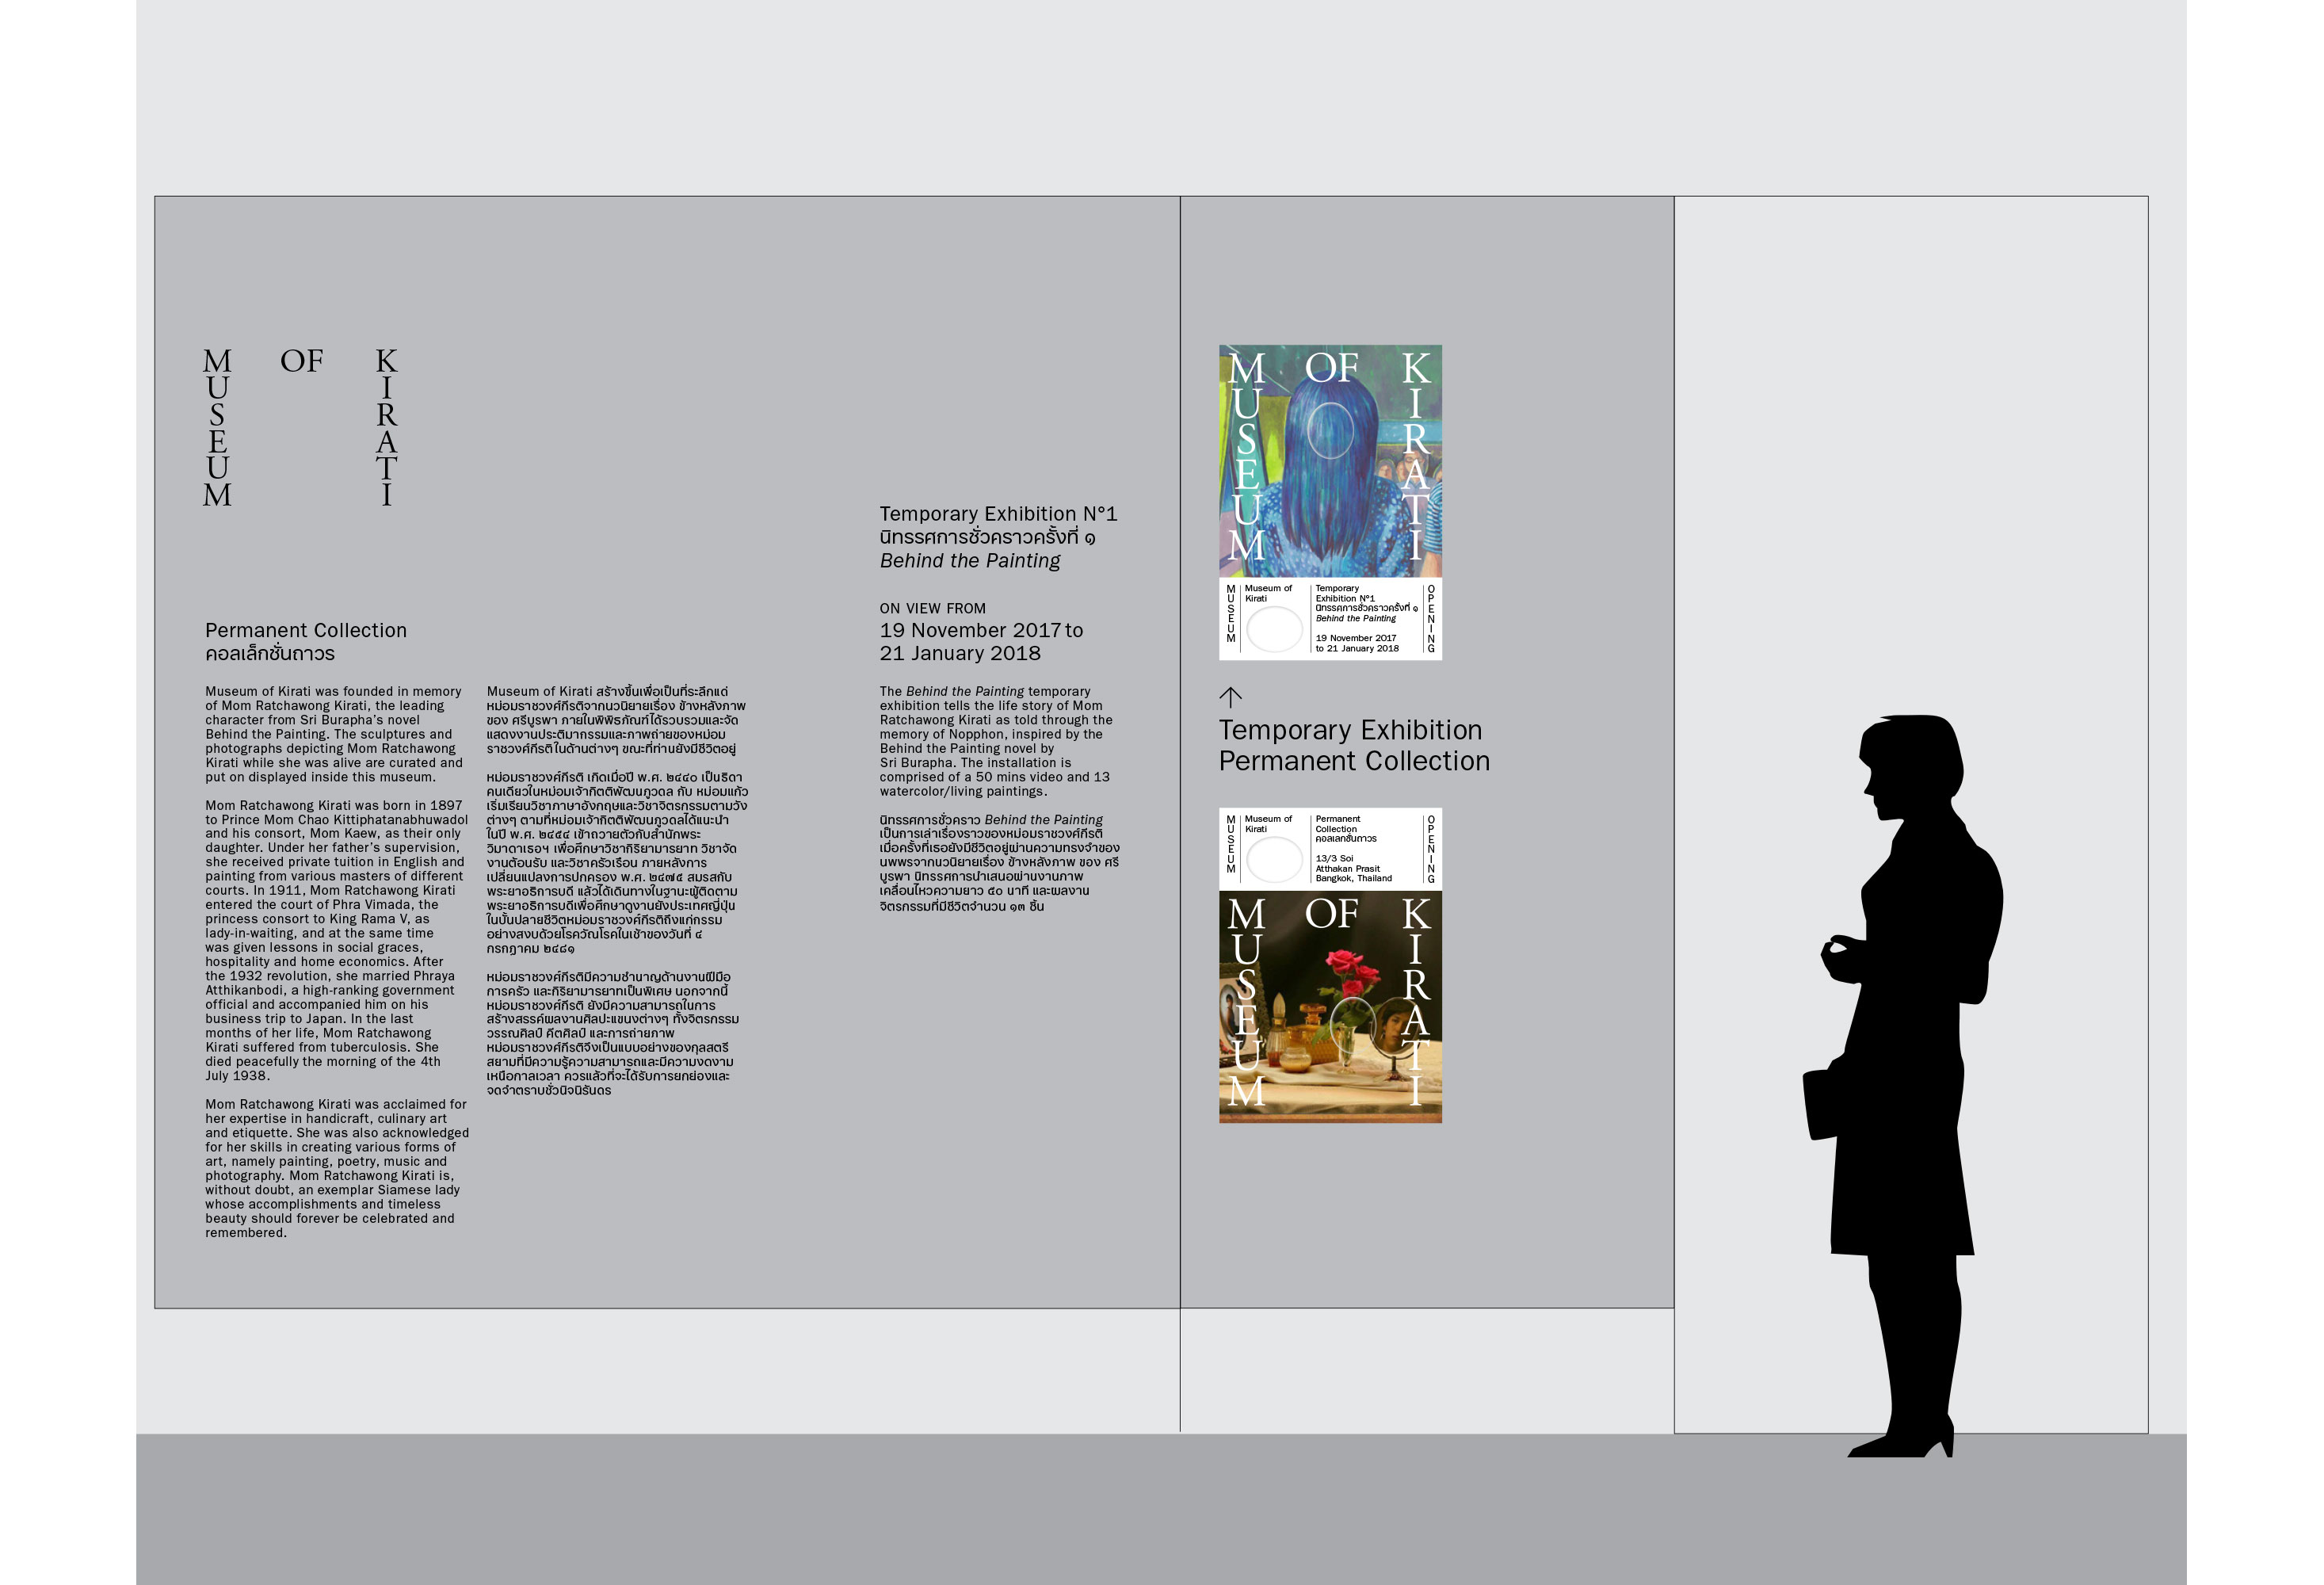 MUSEUM OF KIRATI
Permanent Collection
คอลเล็กชั่นถาวร
Museum of Kirati was founded in memory
of Mom Ratchawong Kirati, the leading
character from Sri Burapha’s novel
Behind the Painting. The sculptures and
photographs depicting Mom Ratchawong
Kirati while she was alive are curated and
put on displayed inside this museum.
Mom Ratchawong Kirati was born in 1897
to Prince Mom Chao Kittiphatanabhuwadol
and his consort, Mom Kaew, as their only
daughter. Under her father’s supervision,
she received private tuition in English and
painting from various masters of different
courts. In 1911, Mom Ratchawong Kirati
entered the court of Phra Vimada, the
princess consort to King Rama V, as
lady-in-waiting, and at the same time
was given lessons in social graces,
hospitality and home economics. After
the 1932 revolution, she married Phraya
Atthikanbodi, a high-ranking government
official and accompanied him on his
business trip to Japan. In the last
months of her life, Mom Ratchawong
Kirati suffered from tuberculosis. She
died peacefully the morning of the 4th
July 1938.
Mom Ratchawong Kirati was acclaimed for
her expertise in handicraft, culinary art
and etiquette. She was also acknowledged
for her skills in creating various forms of
art, namely painting, poetry, music and
photography. Mom Ratchawong Kirati is,
without doubt, an exemplar Siamese lady
whose accomplishments and timeless
beauty should forever be celebrated and
remembered.
Museum of Kirati สร้างขึ้นเพื่อเป็นที่ระลึกแด่
หม่อมราชวงศ์กีรติจากนวนิยายเรื่อง ข้างหลังภาพ
ของ ศรีบูรพา ภายในพิพิธภัณฑ์ได้รวบรวมและจัด
แสดงงานประติมากรรมและภาพถ่ายของหม่อม
ราชวงศ์กีรติในด้านต่างๆ ขณะที่ท่านยังมีชีวิตอยู่
หม่อมราชวงศ์กีรติ เกิดเมื่อปี พ.ศ. ๒๔๔๐ เป็นธิดา
คนเดียวในหม่อมเจ้ากิตติพัฒนภูวดล กับ หม่อมแก้ว
เริ่มเรียนวิชาภาษาอังกฤษและวิชาจิตรกรรมตามวัง
ต่างๆ ตามที่หม่อมเจ้ากิตติพัฒนภูวดลได้แนะนำ
ในปี พ.ศ. ๒๔๕๔ เข้าถวายตัวกับสำนักพระ
วิมาดาเธอฯ เพื่อศึกษาวิชากิริยามารยาท วิชาจัด
งานต้อนรับ และวิชาครัวเรือน ภายหลังการ
เปลี่ยนแปลงการปกครอง พ.ศ. ๒๔๗๕ สมรสกับ
พระยาอธิการบดี แล้วได้เดินทางในฐานะผู้ติดตาม
พระยาอธิการบดีเพื่อศึกษาดูงานยังประเทศญี่ปุ่น
ในบั้นปลายชีวิตหม่อมราชวงศ์กีรติถึงแก่กรรม
อย่างสงบด้วยโรควัณโรคในเช้าของวันที่ ๔
กรกฎาคม ๒๔๘๑
หม่อมราชวงศ์กีรติมีความชำนาญด้านงานฝีมือ
การครัว และกิริยามารยาทเป็นพิเศษ นอกจากนี้
หม่อมราชวงศ์กีรติ ยังมีความสามารถในการ
สร้างสรรค์ผลงานศิลปะแขนงต่างๆ ทั้งจิตรกรรม
วรรณศิลป์ คีตศิลป์ และการถ่ายภาพ
หม่อมราชวงศ์กีรติจึงเป็นแบบอย่างของกุลสตรี
สยามที่มีความรู้ความสามารถและมีความงดงาม
เหนือกาลเวลา ควรแล้วที่จะได้รับการยกย่องและ
จดจำตราบชั่วนิจนิรันดร
Temporary Exhibition N°1
นิทรรศการชั่วคราวครั้งที่ ๑
Behind the Painting
ON VIEW FROM
19 November 2017 to
21 January 2018
The Behind the Painting temporary
exhibition tells the life story of Mom
Ratchawong Kirati as told through the
memory of Nopphon, inspired by the
Behind the Painting novel by
Sri Burapha. The installation is
comprised of a 50 mins video and 13
watercolor/living paintings.
นิทรรศการชั่วคราว Behind the Painting
เป็นการเล่าเรื่องราวของหม่อมราชวงศ์กีรติ
เมื่อครั้งที่เธอยังมีชีวิตอยู่ผ่านความทรงจำของ
นพพรจากนวนิยายเรื่อง ข้างหลังภาพ ของ ศรี
บูรพา นิทรรศการนำเสนอผ่านงานภาพ
เคลื่อนไหวความยาว ๕๐ นาที และผลงาน
จิตรกรรมที่มีชีวิตจำนวน ๑๓ ชิ้น
MUSEUM OF KIRATI
MUSEUM
Museum of
Kirati
Temporary
Exhibition N°1
นิทรรศการชั่วคราวครั้งที่ ๑
Behind the Painting
19 November 2017
to 21 January 2018
OPENING
↑
Temporary Exhibition
Permanent Collection
MUSEUM
Museum of
Kirati
Permanent
Collection
คอลเลกชันถาวร
13/3 Soi
Atthakan Prasit
Bangkok, Thailand
OPENING
MUSEUM OF KIRATI